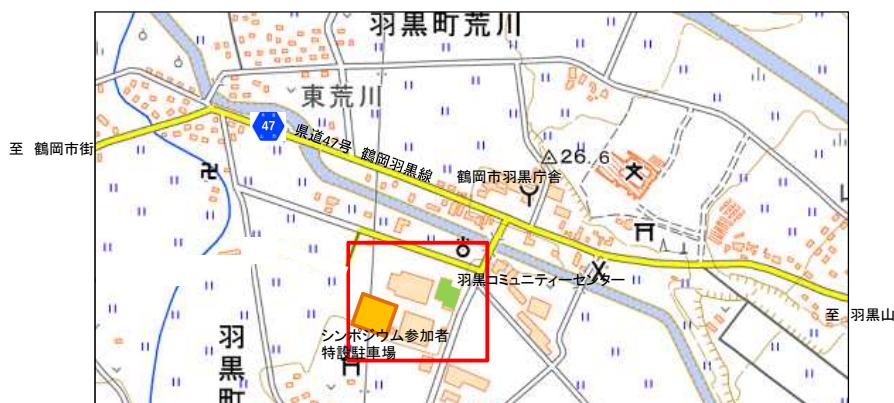 羽黒町荒川
東荒川
47
県道47号 鶴岡羽黒線
至 鶴岡市街
26.6
鶴岡市羽黒庁舎
羽黒コミュニティーセンター
至 羽黒山
シンポジウム参加者
特設駐車場
羽黒町